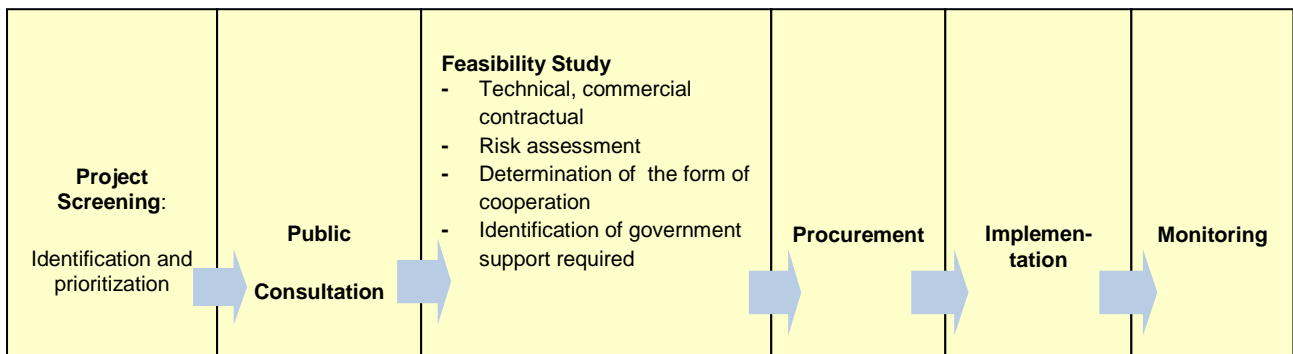 Project
Screening:
Identification and
prioritization
Public
Consultation
Feasibility Study
- Technical, commercial
contractual
- Risk assessment
- Determination of the form of
cooperation
- Identification of government
support required
Procurement
Implemen-
tation
Monitoring